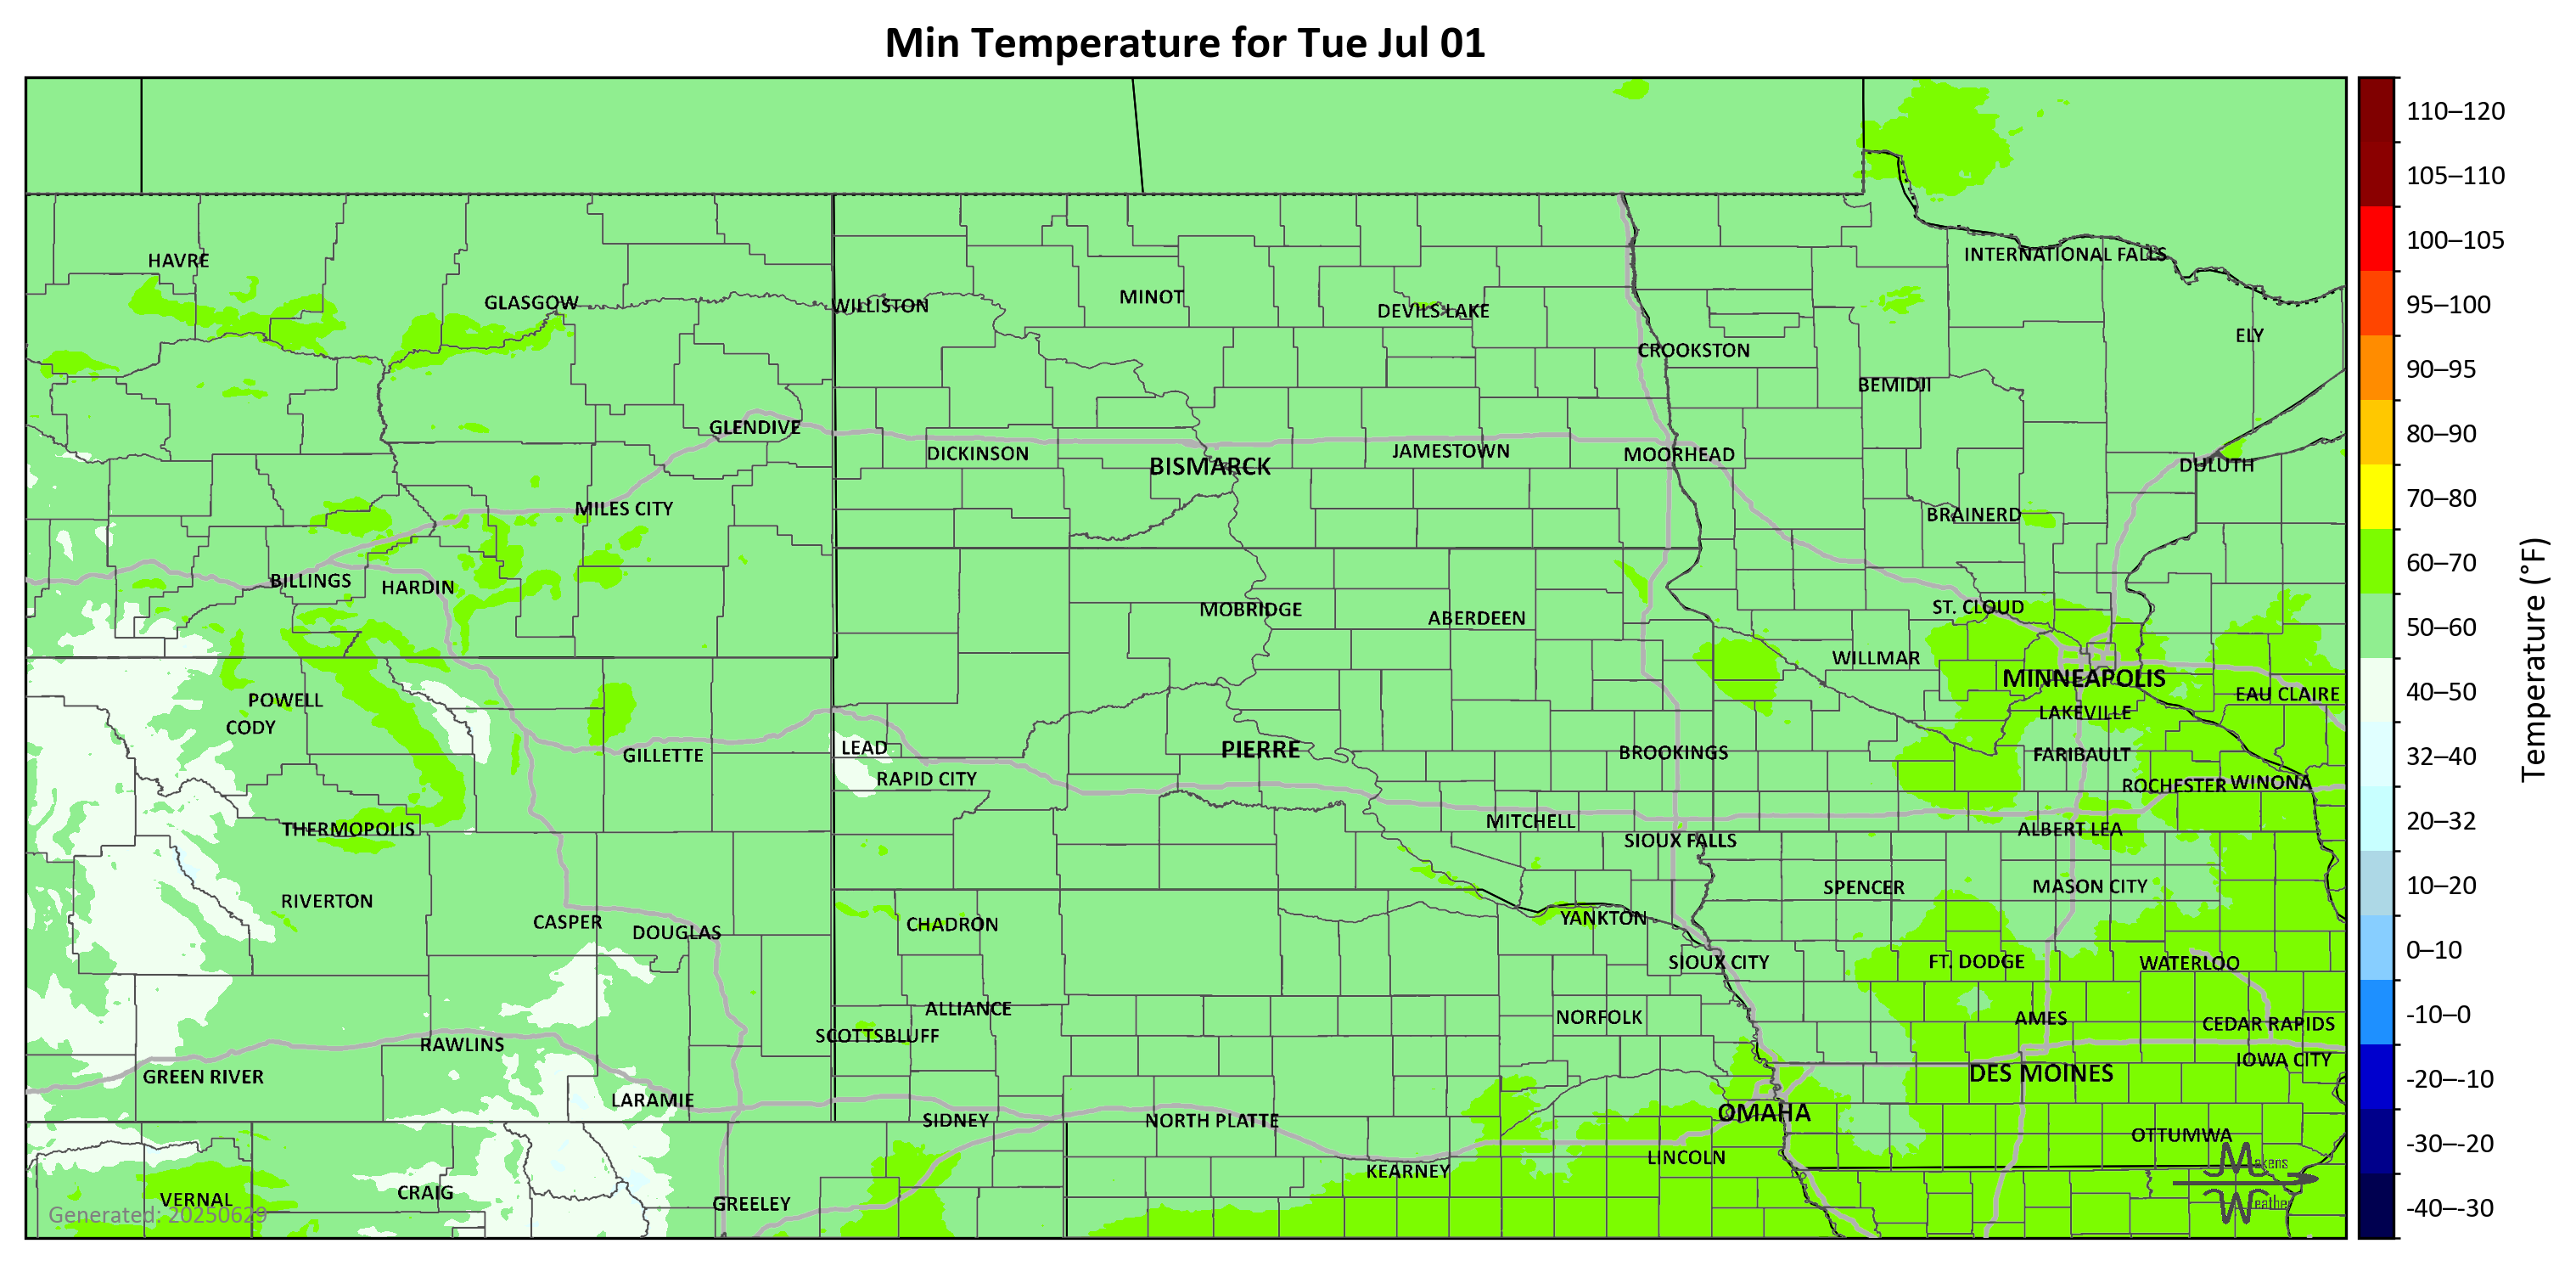 Min Temperature for Tue Jul 01
110–120
105–110
HAVRE
INTERNATIONAL FALLS
100–105
GLASGOW
WILLISTON
MINOT
DEVILS LAKE
95–100
ELY
CROOKSTON
90–95
BEMIDJI
GLENDIVE
80–90
DICKINSON
BISMARCK
JAMESTOWN
MOORHEAD
DULUTH
70–80
MILES CITY
BRAINERD
60–70
BILLINGS
HARDIN
MOBRIDGE
ABERDEEN
ST. CLOUD
50–60
Temperature (°F)
WILLMAR
MINNEAPOLIS
40–50
POWELL
EAU CLAIRE
CODY
LAKEVILLE
LEAD
PIERRE
BROOKINGS
FARIBAULT
32–40
GILLETTE
RAPID CITY
ROCHESTER
WINONA
THERMOPOLIS
MITCHELL
ALBERT LEA
20–32
SIOUX FALLS
RIVERTON
SPENCER
MASON CITY
10–20
CASPER
DOUGLAS
CHADRON
YANKTON
SIOUX CITY
FT. DODGE
WATERLOO
0–10
ALLIANCE
NORFOLK
AMES
CEDAR RAPIDS
-10–0
RAWLINS
SCOTTSBLUFF
IOWA CITY
GREEN RIVER
DES MOINES
-20–-10
LARAMIE
SIDNEY
NORTH PLATTE
OMAHA
OTTUMWA
-30–-20
VERNAL
CRAIG
GREELEY
KEARNEY
LINCOLN
Makens
Weather
-40–-30
Generated: 20250629